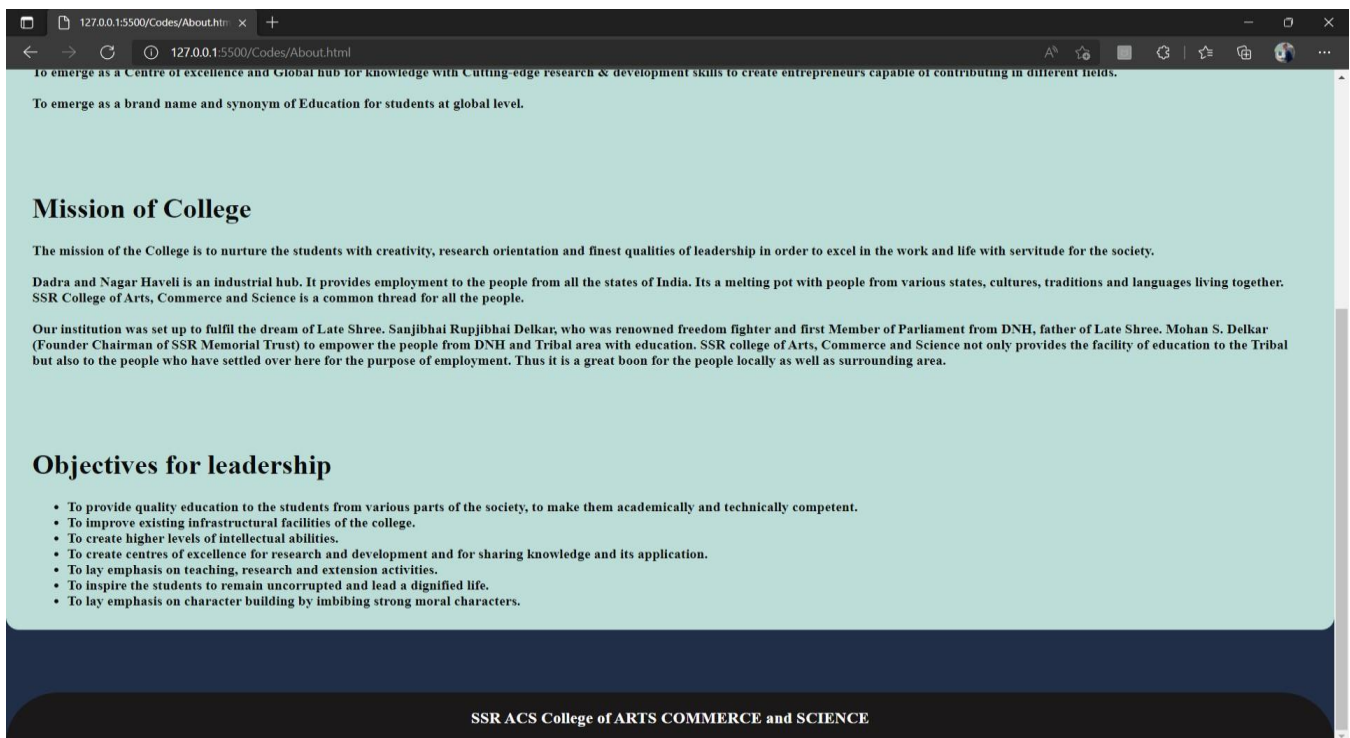 127.0.0.1:5500/Codes/About.htm
127.0.0.1:5500/Codes/About.html
To emerge as a Centre of excellence and Global hub for knowledge with Cutting-edge research & development skills to create entrepreneurs capable of contributing in different fields.
To emerge as a brand name and synonym of Education for students at global level.
Mission of College
The mission of the College is to nurture the students with creativity, research orientation and finest qualities of leadership in order to excel in the work and life with servitude for the society.
Dadra and Nagar Haveli is an industrial hub. It provides employment to the people from all the states of India. Its a melting pot with people from various states, cultures, traditions and languages living together.
SSR College of Arts, Commerce and Science is a common thread for all the people.
Our institution was set up to fulfil the dream of Late Shree. Sanjibhai Rupjibhai Delkar, who was renowned freedom fighter and first Member of Parliament from DNH, father of Late Shree. Mohan S. Delkar
(Founder Chairman of SSR Memorial Trust) to empower the people from DNH and Tribal area with education. SSR college of Arts, Commerce and Science not only provides the facility of education to the Tribal
but also to the people who have settled over here for the purpose of employment. Thus it is a great boon for the people locally as well as surrounding area.
Objectives for leadership
• To provide quality education to the students from various parts of the society, to make them academically and technically competent.
• To improve existing infrastructural facilities of the college.
• To create higher levels of intellectual abilities.
• To create centres of excellence for research and development and for sharing knowledge and its application.
• To lay emphasis on teaching, research and extension activities.
• To inspire the students to remain uncorrupted and lead a dignified life.
• To lay emphasis on character building by imbibing strong moral characters.
SSR ACS College of ARTS COMMERCE and SCIENCE